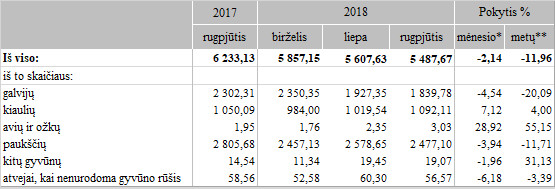 2017 2018 Pokytis %
rugpjūtis birželis liepa rugpjūtis mėnesio* metų**
Iš viso: 6 233,13 5 857,15 5 607,63 5 487,67 -2,14 -11,96
iš to skaičiaus:
galvijų 2 302,31 2 350,35 1 927,35 1 839,78 -4,54 -20,09
kiaulių 1 050,09 984,00 1 019,54 1 092,11 7,12 4,00
avių ir ožkų 1,95 1,76 2,35 3,03 28,92 55,15
paukščių 2 805,68 2 457,13 2 578,65 2 477,10 -3,94 -11,71
kitų gyvūnų 14,54 11,34 19,45 19,07 -1,96 31,13
atvejai, kai nenurodoma gyvūno rūšis 58,56 52,58 60,30 56,57 -6,18 -3,39